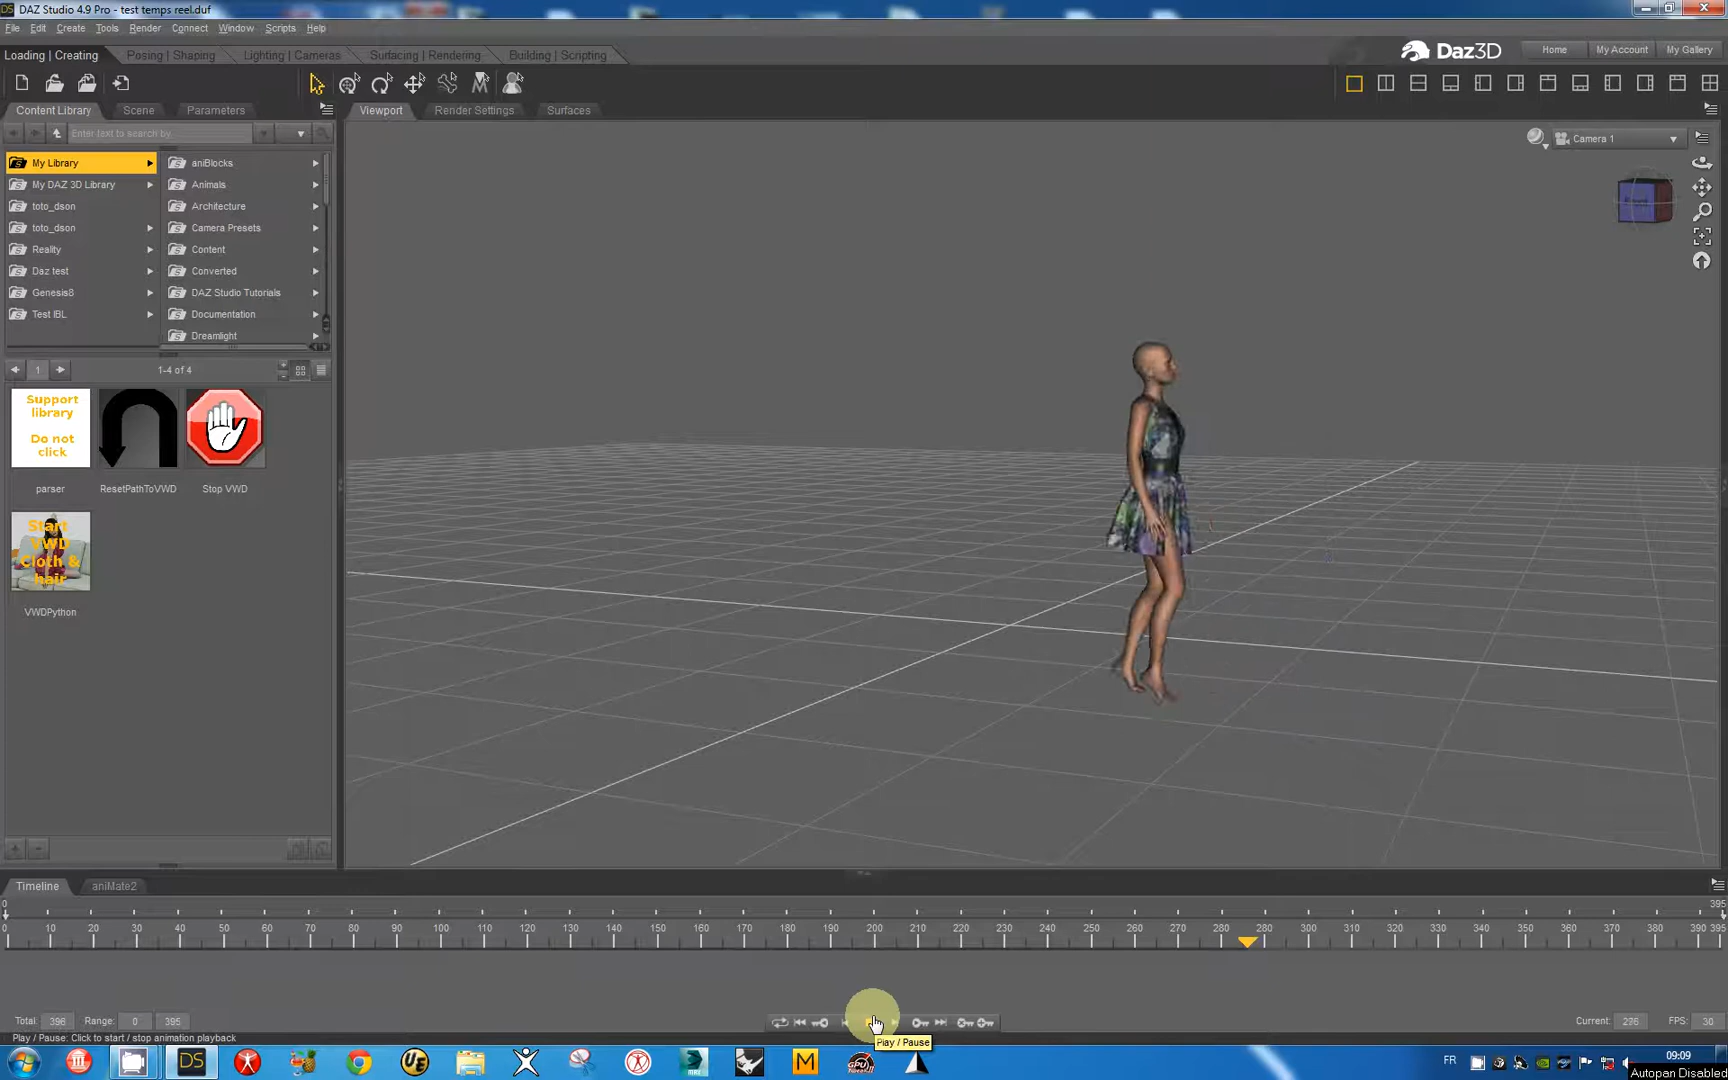 DAZ Studio 4.9 Pro - test temps reel.duf
File Edit Create Tools Render Connect Window Scripts Help
Loading | Creating Posing | Shaping Lighting | Cameras Surfacing | Rendering Building | Scripting
Daz3D Home My Account My Gallery
Content Library Scene Parameters
Viewport Render Settings Surfaces
Enter text to search by
Camera 1
My Library
My DAZ 3D Library
toto_dson
toto_dson
Reality
Daz test
Genesis8
Test IBL
aniBlocks
Animals
Architecture
Camera Presets
Content
Converted
DAZ Studio Tutorials
Documentation
Dreamlight
1 1-4 of 4
Support
library
Do not
click
parser ResetPathToVWD Stop VWD
Start
VWD
Cloth &
hair
VWDPython
Timeline aniMate2
0 395
0 10 20 30 40 50 60 70 80 90 100 110 120 130 140 150 160 170 180 190 200 210 220 230 240 250 260 270 280 280 300 310 320 330 340 350 360 370 380 390 395
Total: 396 Range: 0 395 Current: 286 FPS: 30
Play / Pause: Click to start / stop animation playback
Play / Pause
DS
FR
09:09
Autopan Disabled